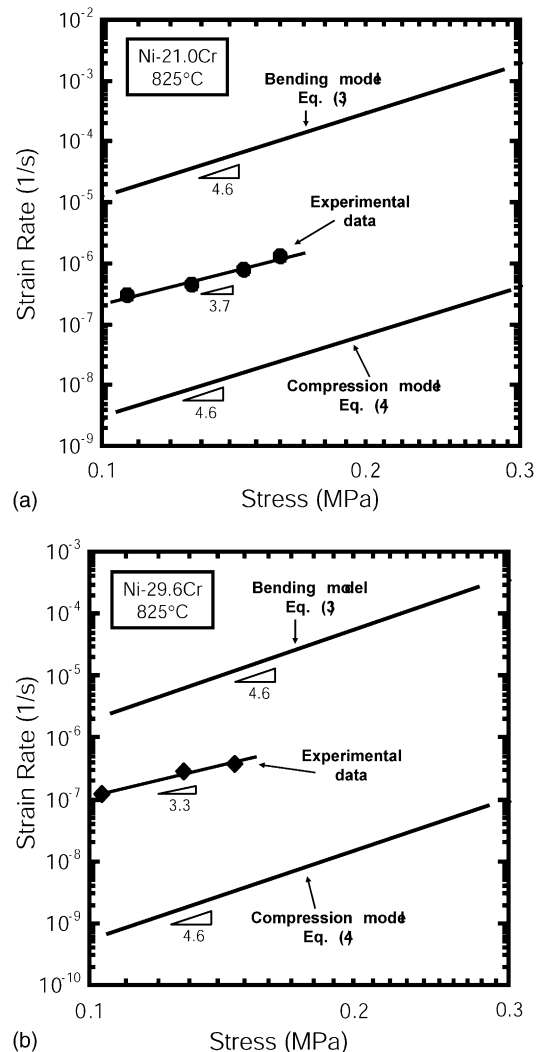 10^-2
Ni-21.0Cr
825°C
Bending model
Eq. (3)
10^-3
10^-4
4.6
10^-5
Experimental
data
10^-6
3.7
10^-7
Compression model
Eq. (4)
10^-8
4.6
10^-9
Strain Rate (1/s)
0.1
0.2
0.3
(a)
Stress (MPa)
10^-3
Ni-29.6Cr
825°C
Bending model
Eq. (3)
10^-4
10^-5
4.6
10^-6
Experimental
data
10^-7
3.3
10^-8
Compression model
Eq. (4)
10^-9
4.6
10^-10
Strain Rate (1/s)
0.1
0.2
0.3
(b)
Stress (MPa)